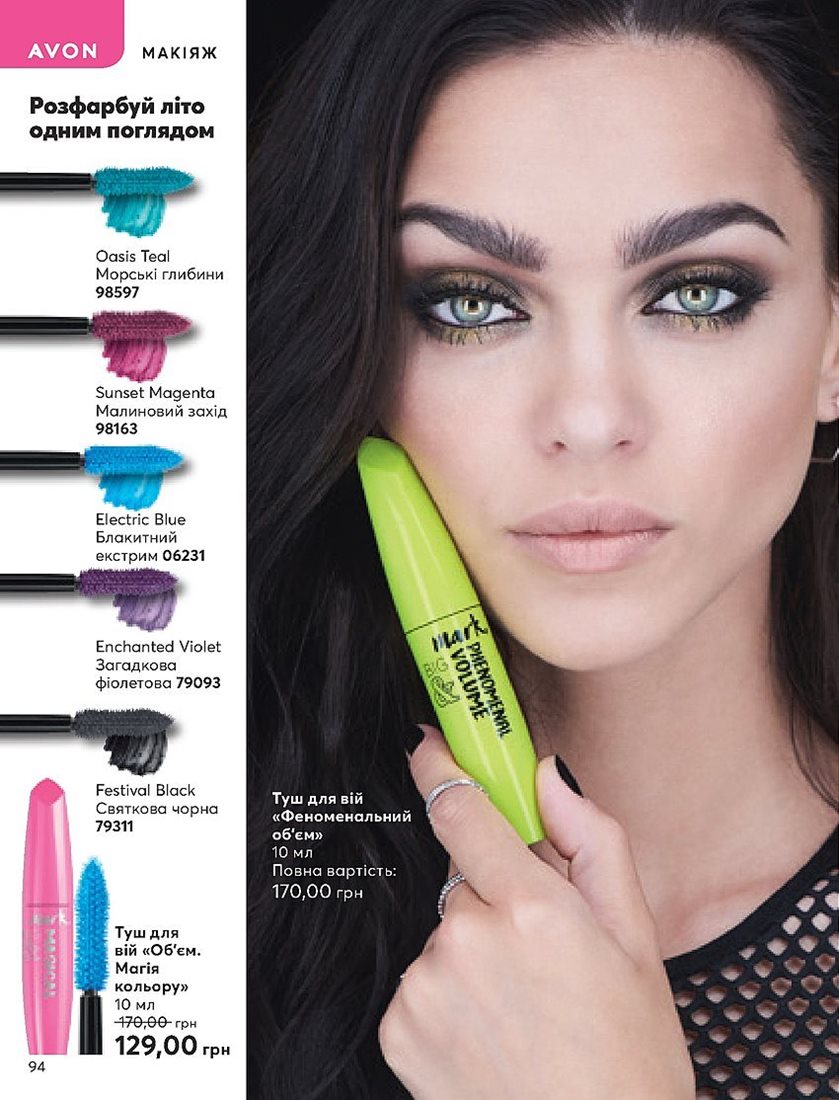 AVON
МАКІЯЖ
Розфарбуй літо
одним поглядом
Oasis Teal
Морські глибини
98597
Sunset Magenta
Малиновий захід
98163
Electric Blue
Блакитний
екстрим 06231
Enchanted Violet
Загадкова
фіолетова 79093
Festival Black
Святкова чорна
79311
mark
Туш для
вій «Об'єм.
Магія
кольору»
10 мл
170,00 грн
129,00 грн
94
mark
BIG
PHENOMENAL
VOLUME
Туш для вій
«Феноменальний
об'єм»
10 мл
Повна вартість:
170,00 грн